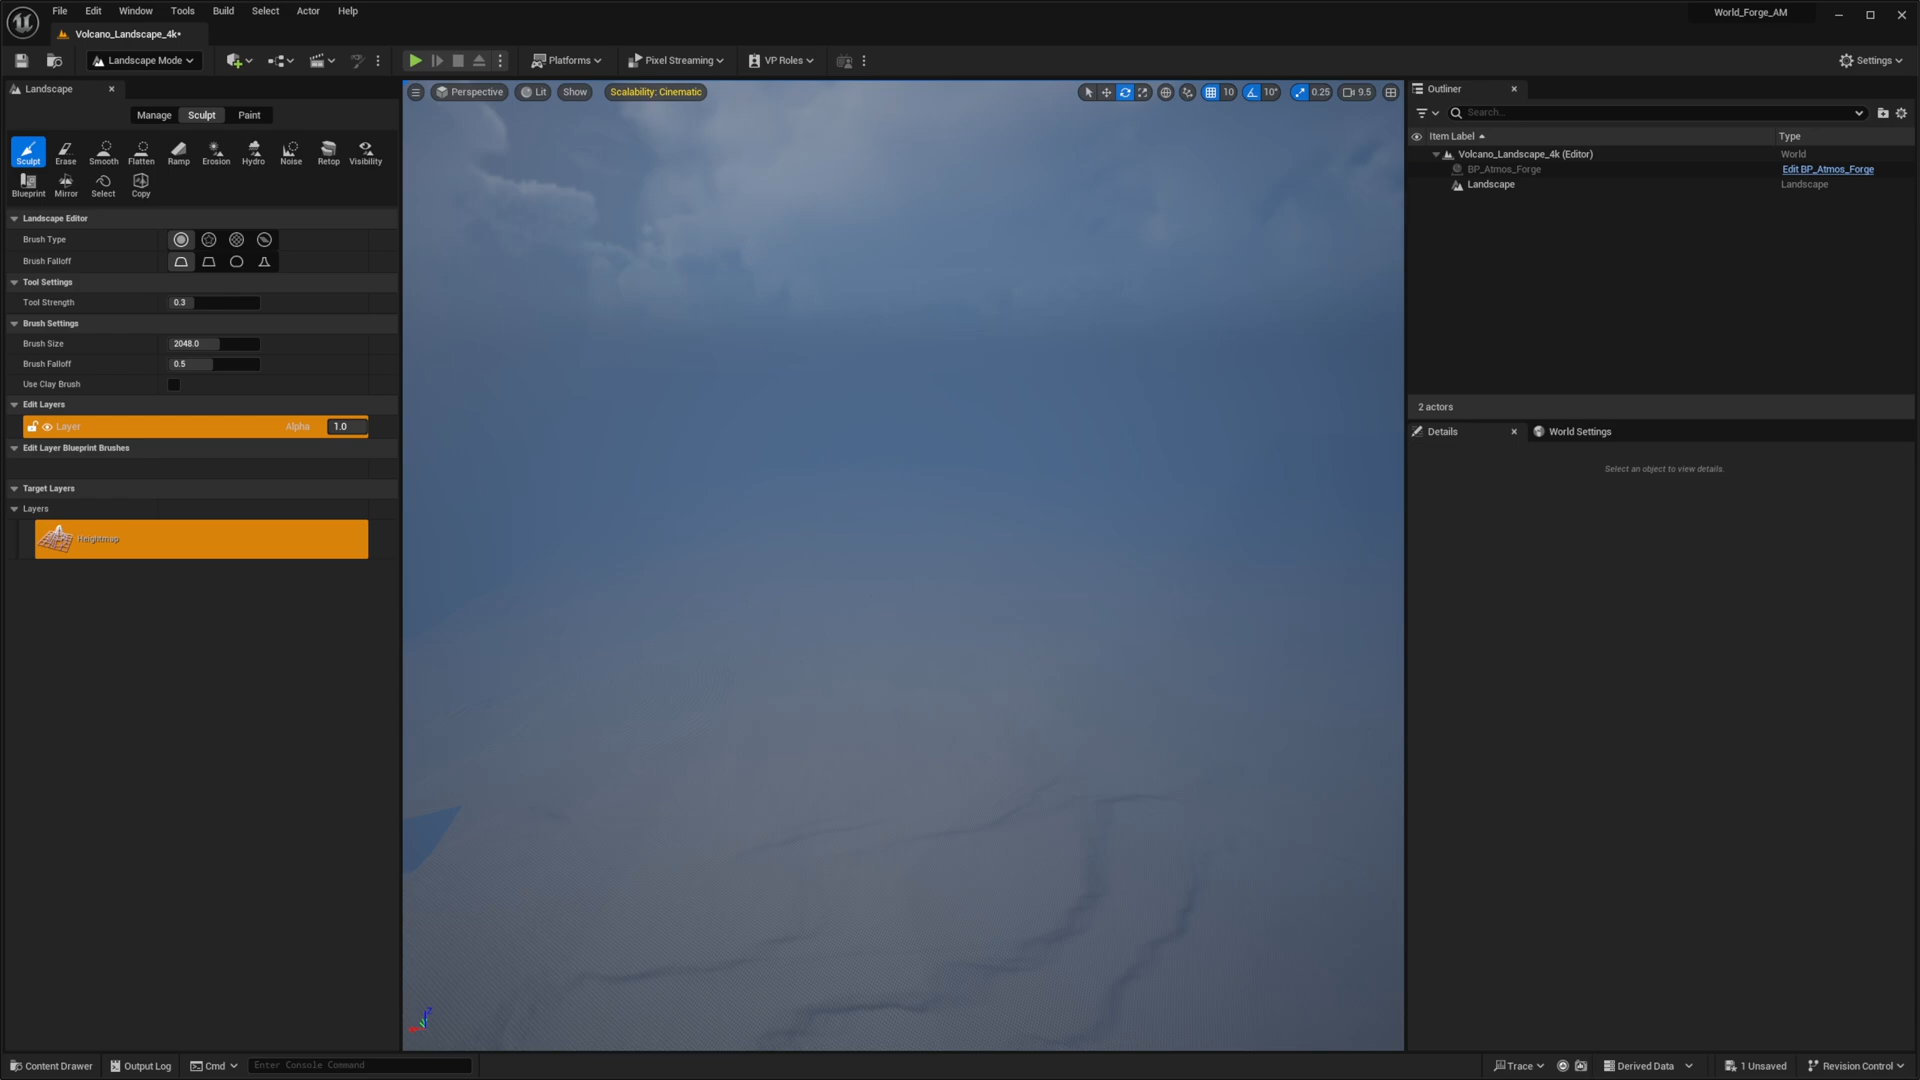 File Edit Window Tools Build Select Actor Help
World_Forge_AM
Volcano_Landscape_4k•
Landscape Mode
Platforms
Pixel Streaming
VP Roles
Settings
Landscape
Manage Sculpt Paint
Sculpt Erase Smooth Flatten Ramp Erosion Hydro Noise Retop Visibility
Blueprint Mirror Select Copy
Landscape Editor
Brush Type
Brush Falloff
Tool Settings
Tool Strength 0.3
Brush Settings
Brush Size 2048.0
Brush Falloff 0.5
Use Clay Brush
Edit Layers
Layer Alpha 1.0
Edit Layer Blueprint Brushes
Target Layers
Layers
Heightmap
Perspective Lit Show Scalability: Cinematic
10 10° 0.25 9.5
Outliner
Search...
Item Label Type
Volcano_Landscape_4k (Editor) World
BP_Atmos_Forge Edit BP_Atmos_Forge
Landscape Landscape
2 actors
Details World Settings
Select an object to view details.
Z
Content Drawer Output Log Cmd Enter Console Command
Trace Derived Data 1 Unsaved Revision Control